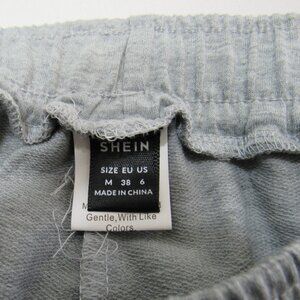 SHEIN
SIZE EU US
M 38 6
MADE IN CHINA
M
Gentle, With Like
Colors